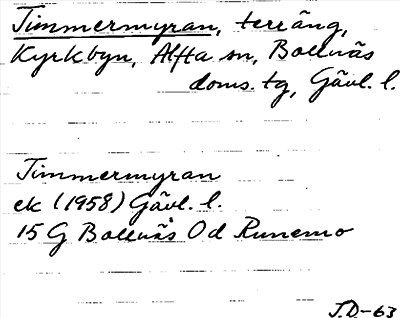 Timmermyran, terräng,
Kyrkbyn, Alfta sn, Bollnäs
doms. tg, Gävl. l.
Timmermyran
ek (1958) Gävl. l.
15 G Bollnäs Od Runemo
J.D-63